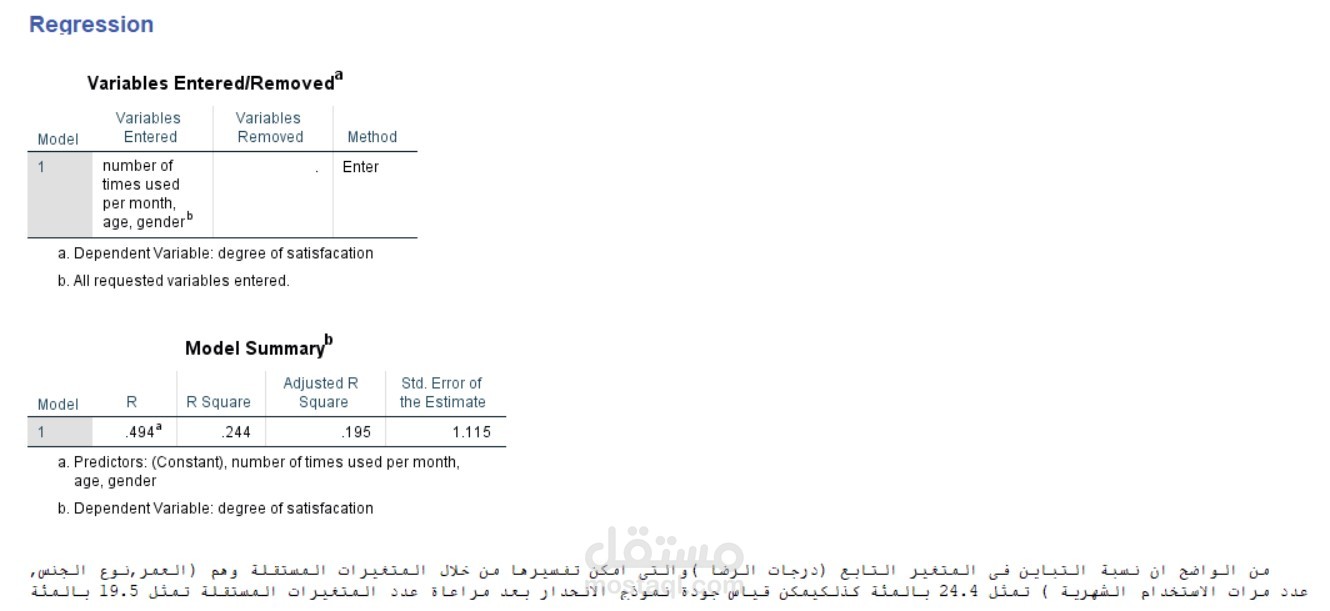 Regression
Variables Entered/Removedᵃ
Model Variables Entered Variables Removed Method
1 number of times used per month, age, genderᵇ . Enter
a. Dependent Variable: degree of satisfacation
b. All requested variables entered.
Model Summaryᵇ
Model R R Square Adjusted R Square Std. Error of the Estimate
1 .494ᵃ .244 .195 1.115
a. Predictors: (Constant), number of times used per month,
age, gender
b. Dependent Variable: degree of satisfacation
مستقل
mostaql.com
من الواضح ان نسبة التباين فى المتغير التابع (درجات الرضا )والتى امكن تفسيرها من خلال المتغيرات المستقلة وهم (العمر,نوع الجنس,
عدد مرات الاستخدام الشهرية ) تمثل 24.4 بالمئة كذلكيمكن قياس جودة انموذج الانحدار بعد مراعاة عدد المتغيرات المستقلة تمثل 19.5 بالمئة